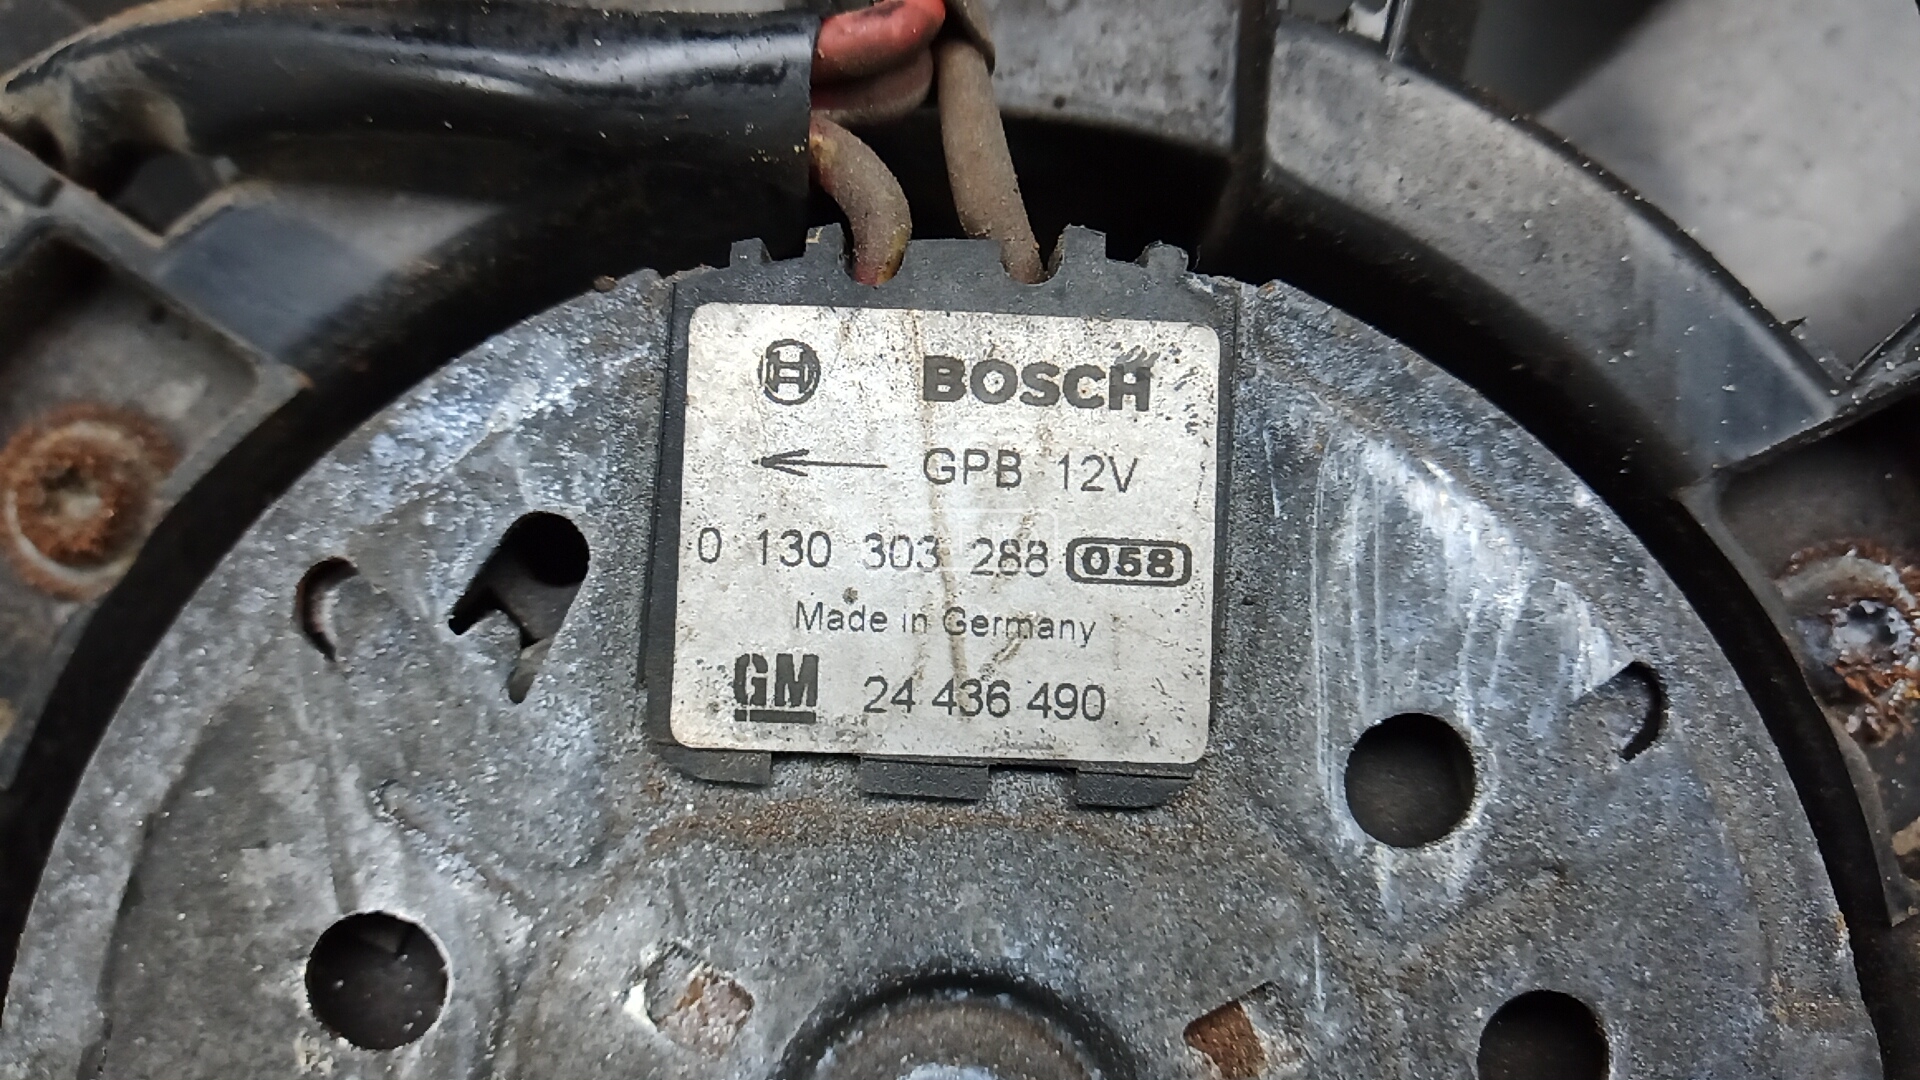 BOSCH
GPB 12V
0 130 303 288 058
Made in Germany
GM 24 436 490